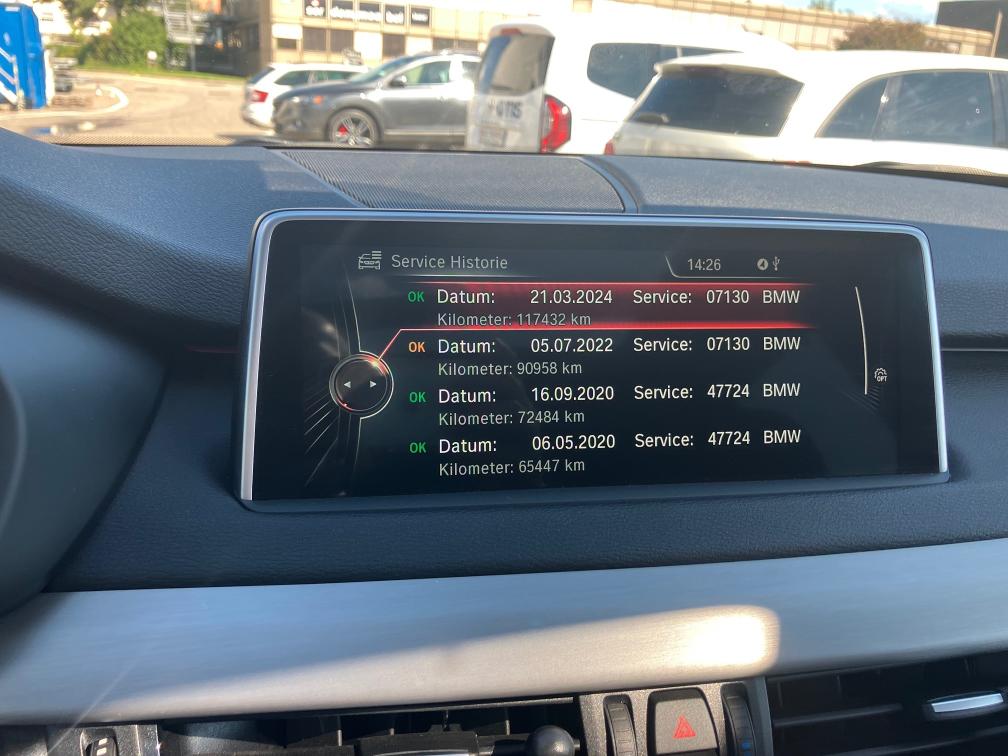 OTIS
Service Historie
14:26
OK Datum: 21.03.2024 Service: 07130 BMW
Kilometer: 117432 km
OK Datum: 05.07.2022 Service: 07130 BMW
Kilometer: 90958 km
OK Datum: 16.09.2020 Service: 47724 BMW
Kilometer: 72484 km
OK Datum: 06.05.2020 Service: 47724 BMW
Kilometer: 65447 km
OPT